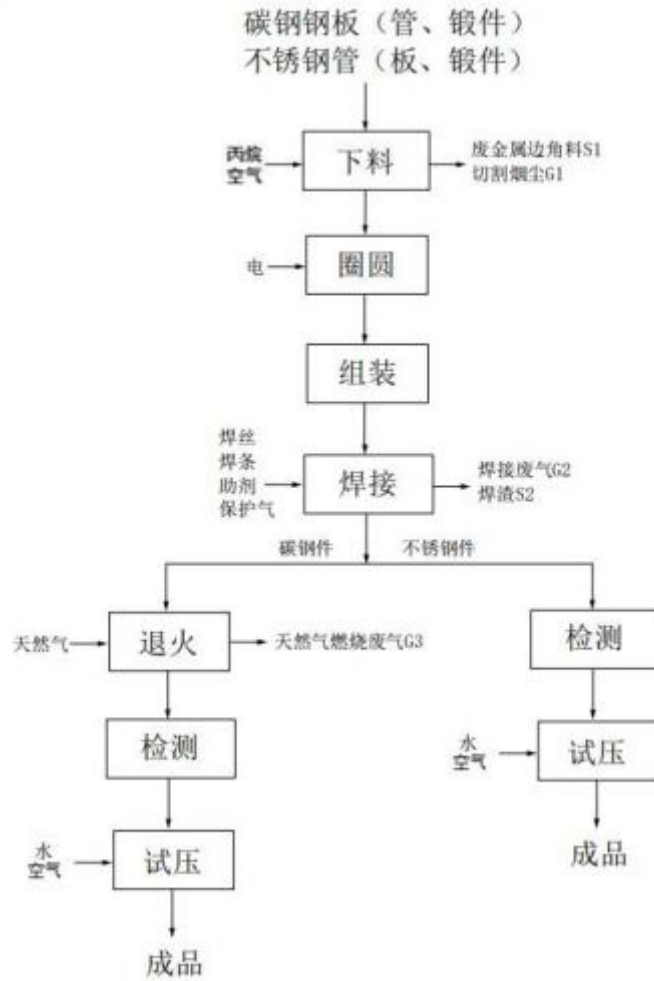 碳钢钢板（管、锻件）
不锈钢管（板、锻件）
丙烷
空气
下料
废金属边角料S1
切割烟尘G1
电
圈圆
组装
焊丝
焊条
助剂
保护气
焊接
焊接废气G2
焊渣S2
碳钢件
不锈钢件
天然气
退火
天然气燃烧废气G3
检测
检测
水
空气
试压
水
空气
试压
成品
成品